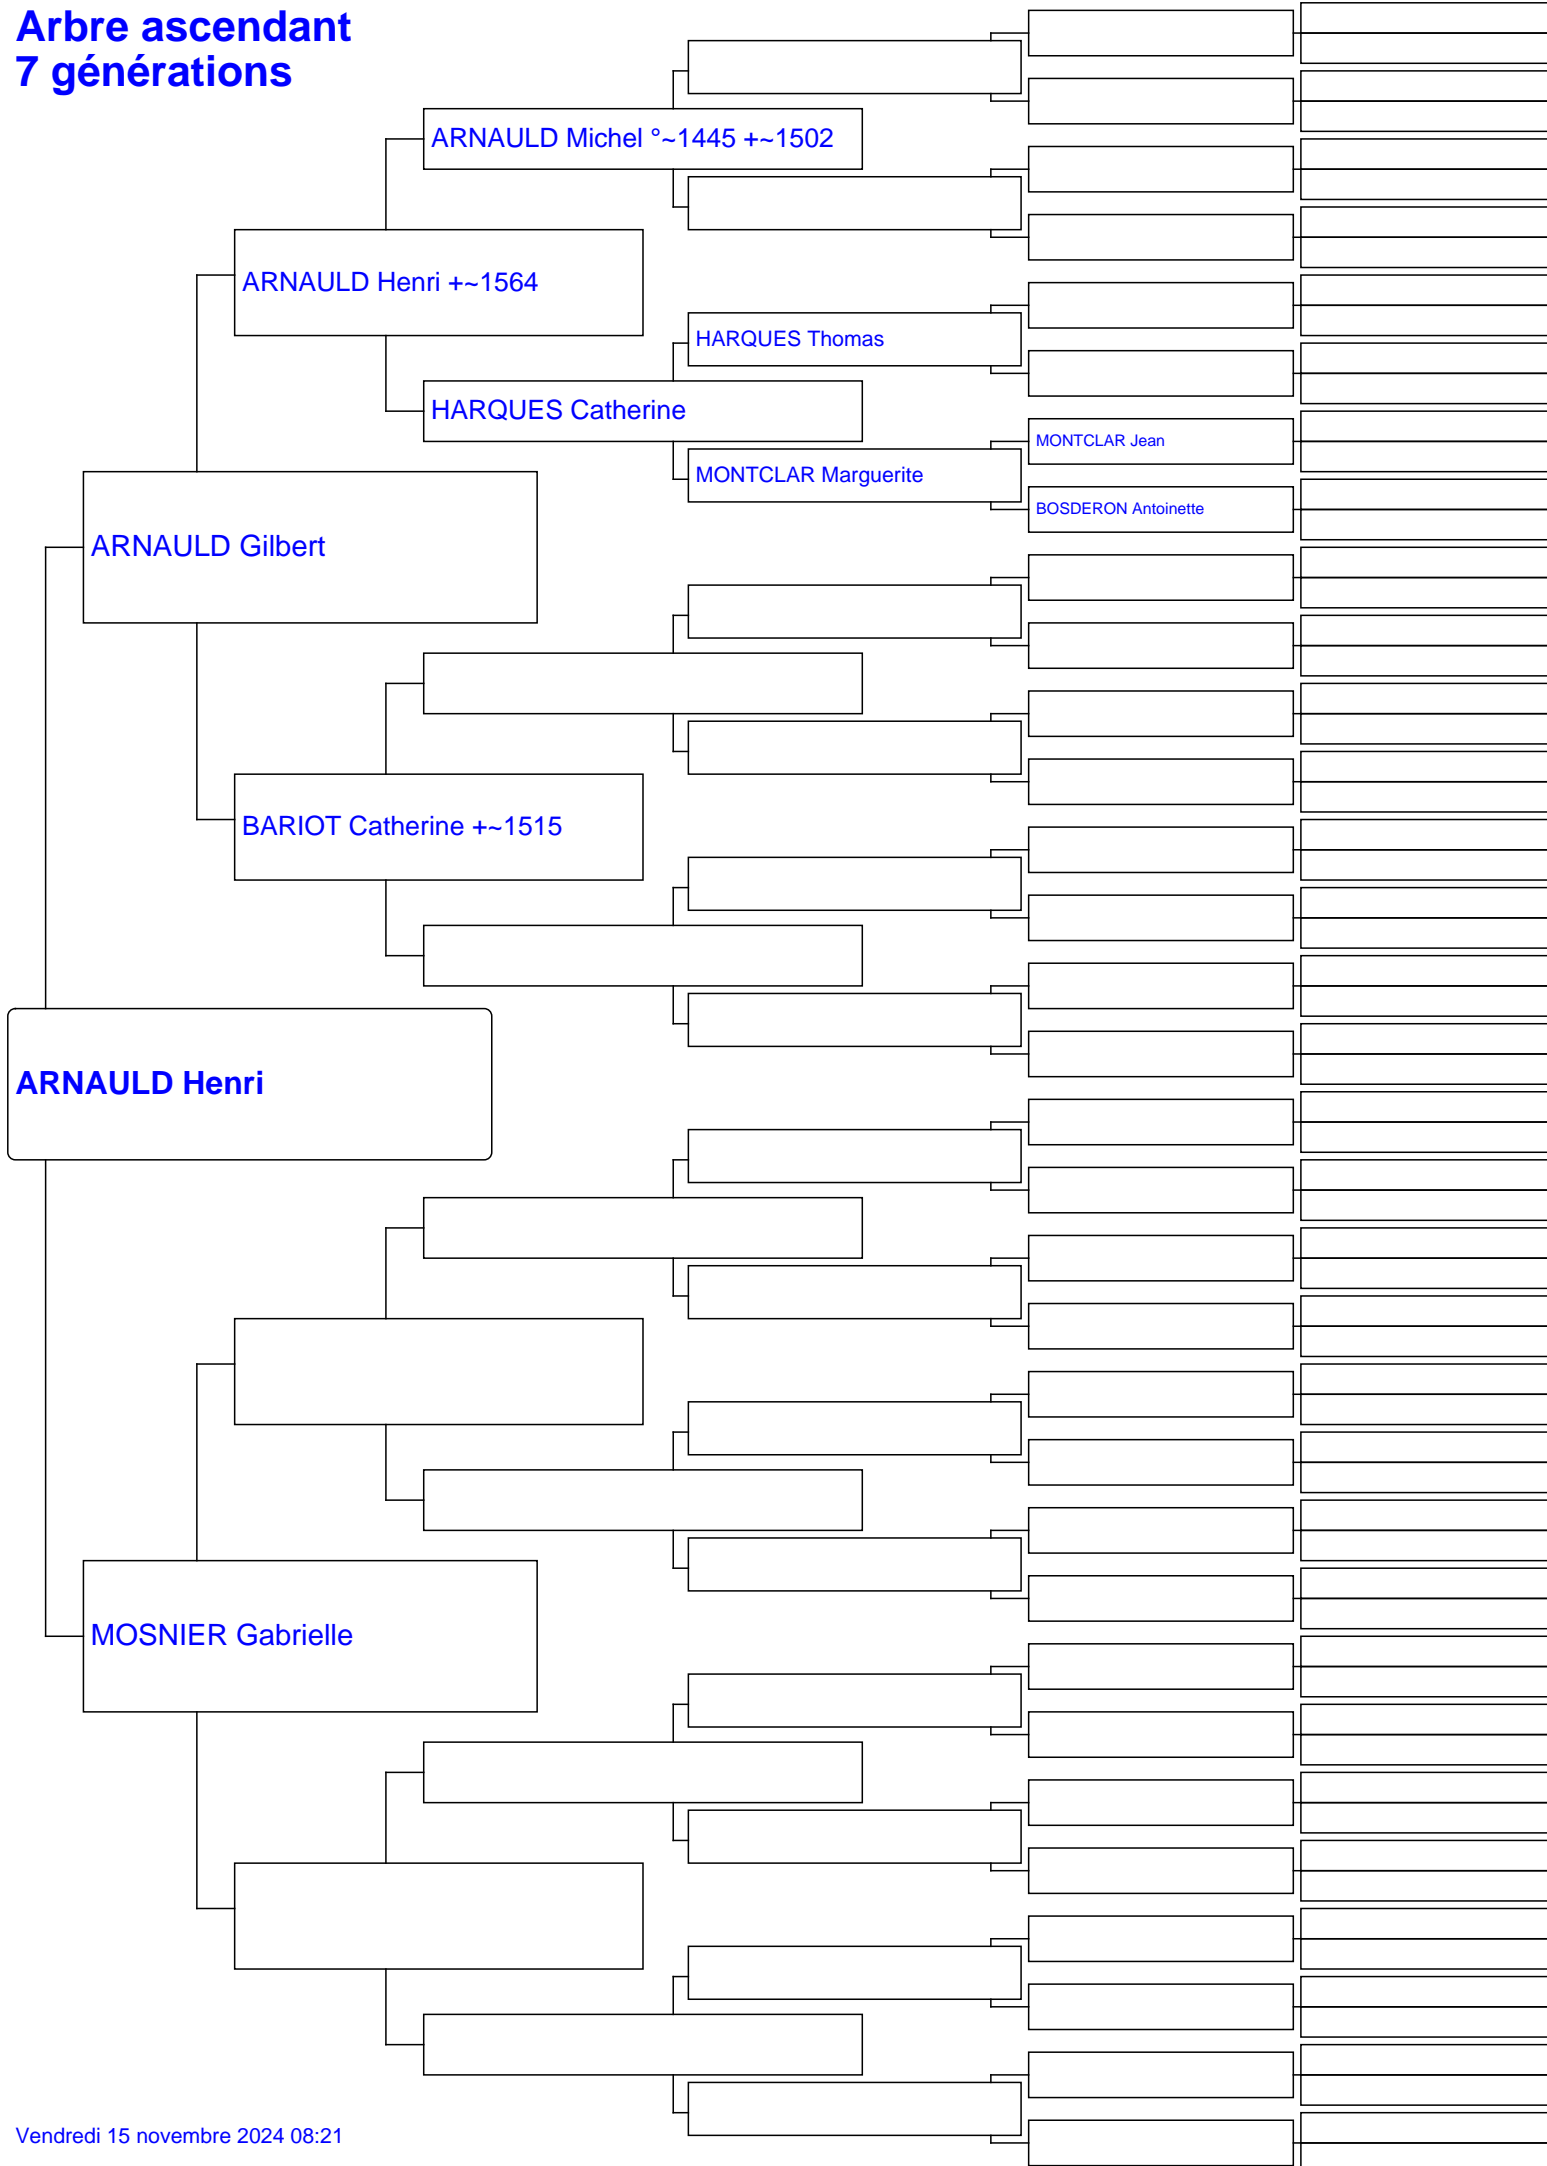 Arbre ascendant
7 générations
ARNAULD Michel °~1445 +~1502
ARNAULD Henri +~1564
HARQUES Thomas
HARQUES Catherine
MONTCLAR Jean
MONTCLAR Marguerite
BOSDERON Antoinette
ARNAULD Gilbert
BARIOT Catherine +~1515
ARNAULD Henri
MOSNIER Gabrielle
Vendredi 15 novembre 2024 08:21